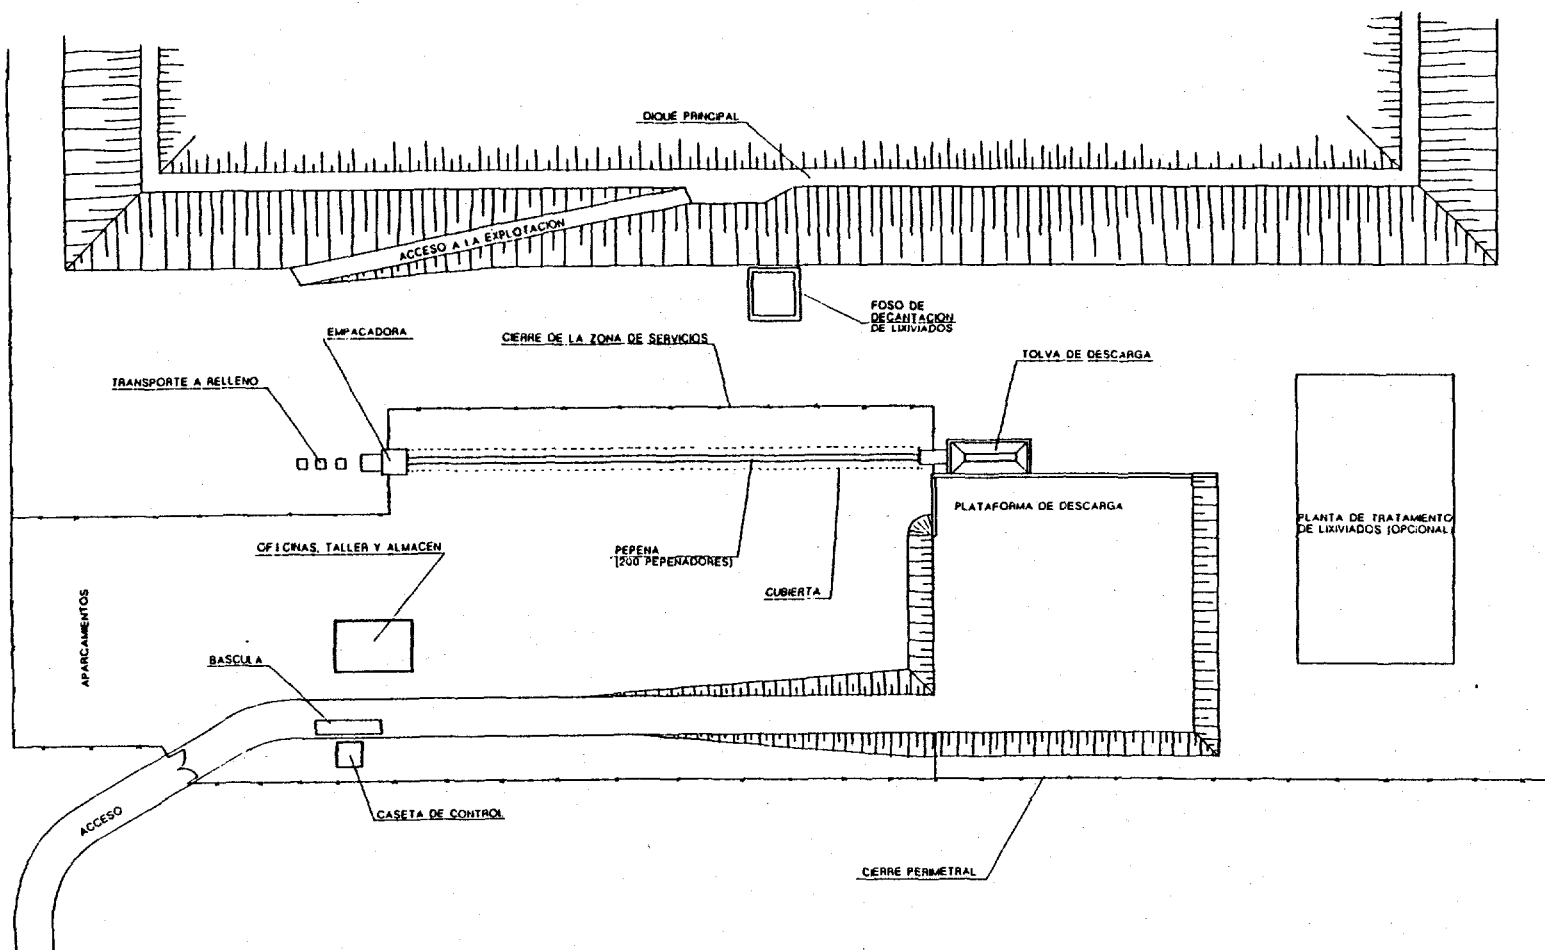 DIQUE PRINCIPAL
ACCESO A LA EXPLOTACION
FOSO DE
DECANTACION
DE LIXIVIADOS
EMPACADORA
CIERRE DE LA ZONA DE SERVICIOS
TOLVA DE DESCARGA
TRANSPORTE A RELLENO
PLATAFORMA DE DESCARGA
PLANTA DE TRATAMIENTO
DE LIXIVIADOS (OPCIONAL)
OFICINAS, TALLER Y ALMACEN
PEPENA
(200 PEPENADORES)
CUBIERTA
APARCAMIENTOS
BASCULA
ACCESO
CASETA DE CONTROL
CIERRE PERIMETRAL